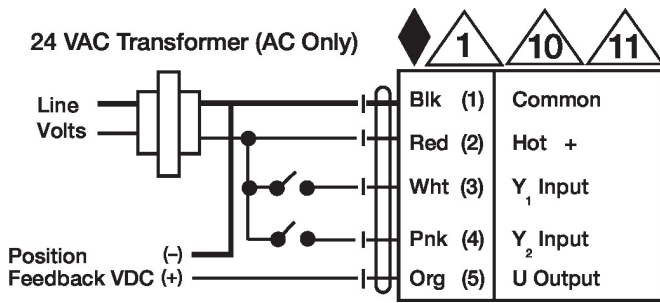 24 VAC Transformer (AC Only)
1 10 11
Line
Volts
Blk (1) Common
Red (2) Hot +
Wht (3) Y1 Input
Pnk (4) Y2 Input
Position (–)
Feedback VDC (+)
Org (5) U Output